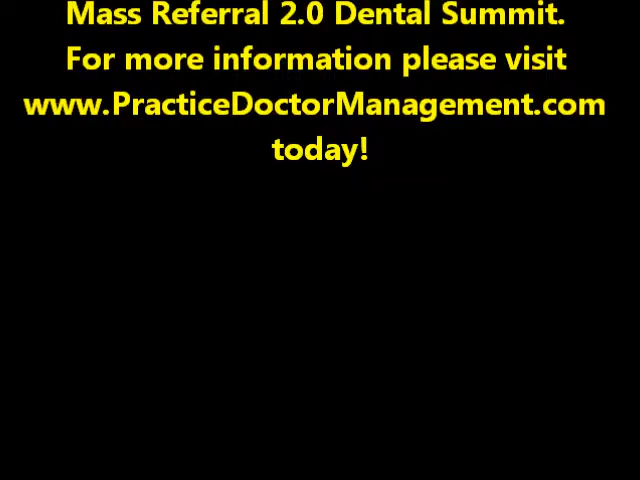 Mass Referral 2.0 Dental Summit.
For more information please visit
www.PracticeDoctorManagement.com
today!